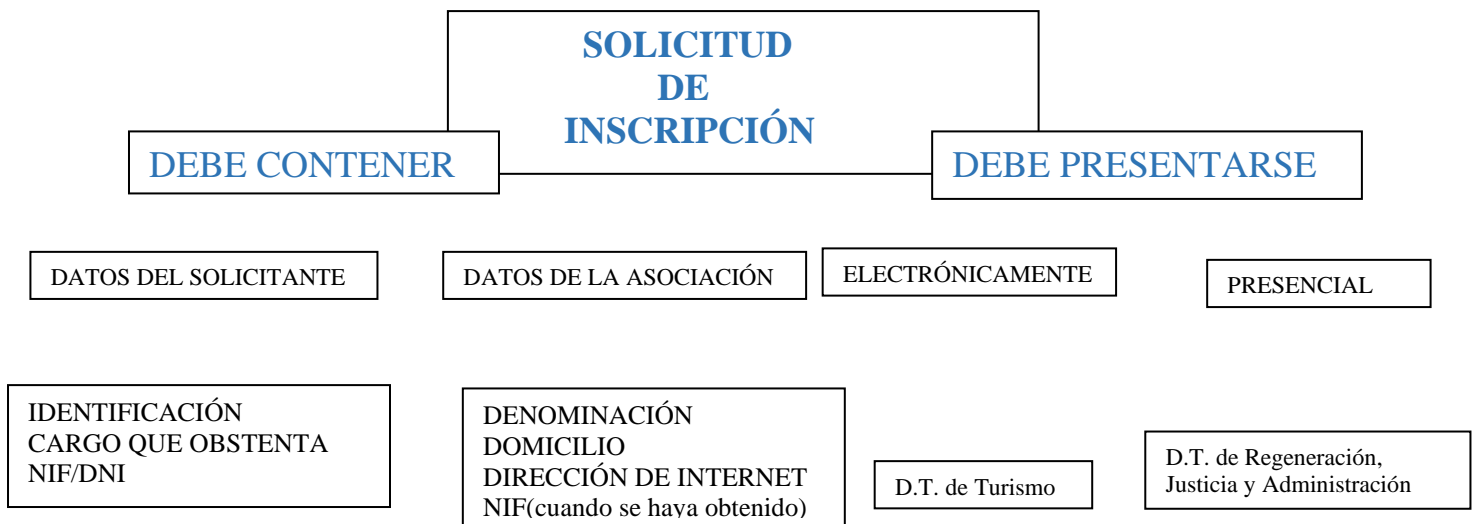 SOLICITUD
DE
INSCRIPCIÓN
DEBE CONTENER
DEBE PRESENTARSE
DATOS DEL SOLICITANTE
DATOS DE LA ASOCIACIÓN
ELECTRÓNICAMENTE
PRESENCIAL
IDENTIFICACIÓN
CARGO QUE OBSTENTA
NIF/DNI
DENOMINACIÓN
DOMICILIO
DIRECCIÓN DE INTERNET
NIF(cuando se haya obtenido)
D.T. de Turismo
D.T. de Regeneración,
Justicia y Administración